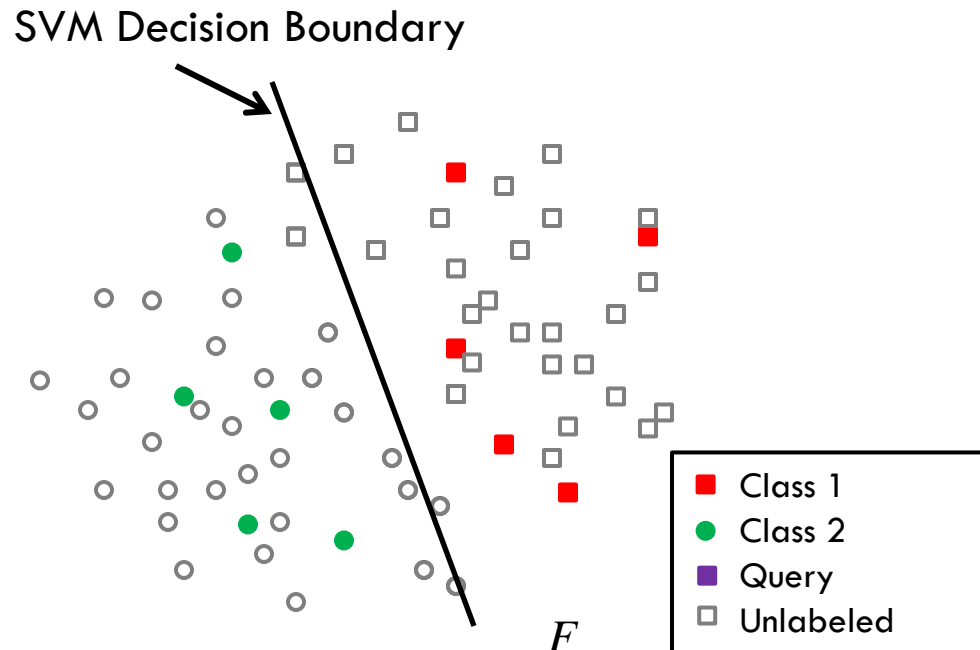 SVM Decision Boundary
Class 1
Class 2
Query
Unlabeled
F